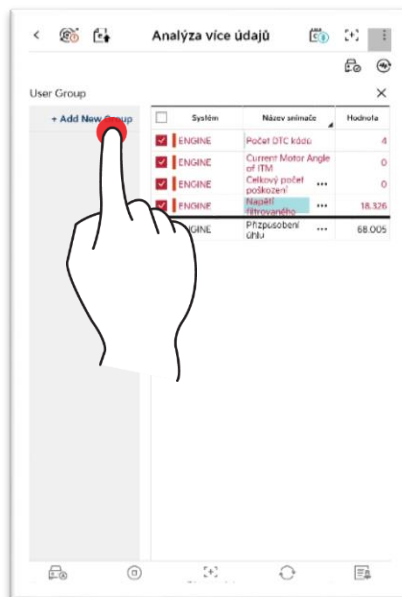 Analýza více údajů
User Group
+ Add New Group
Systém Název snímače Hodnota
ENGINE Počet DTC kódů 4
ENGINE Current Motor Angle of ITM 0
ENGINE Celkový počet poškození ... 0
ENGINE Napětí filtrovaného ... 18.326
ENGINE Přizpůsobení úhlu ... 68.005